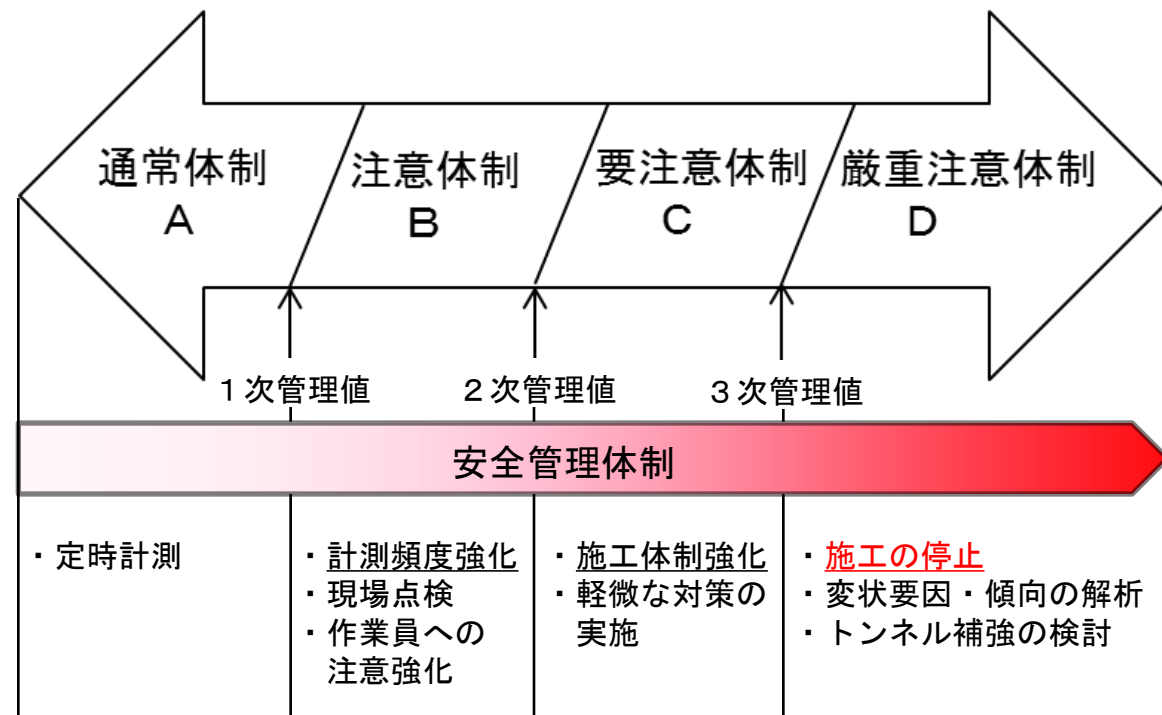 通常体制
A
注意体制
B
要注意体制
C
厳重注意体制
D
１次管理値
２次管理値
３次管理値
安全管理体制
・定時計測
・計測頻度強化
・現場点検
・作業員への
注意強化
・施工体制強化
・軽微な対策の
実施
・施工の停止
・変状要因・傾向の解析
・トンネル補強の検討